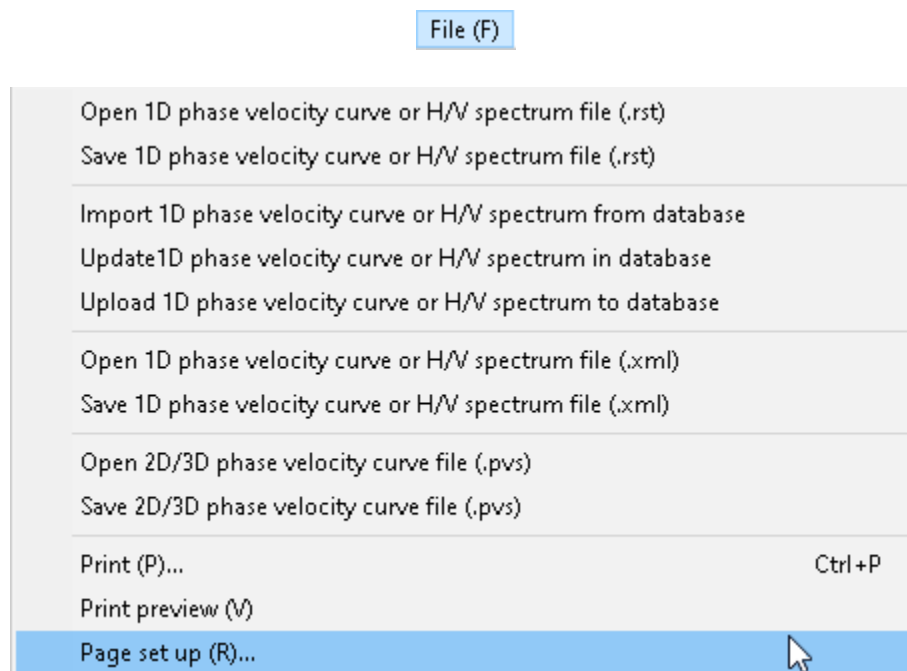 File (F)
Open 1D phase velocity curve or H/V spectrum file (.rst)
Save 1D phase velocity curve or H/V spectrum file (.rst)
Import 1D phase velocity curve or H/V spectrum from database
Update1D phase velocity curve or H/V spectrum in database
Upload 1D phase velocity curve or H/V spectrum to database
Open 1D phase velocity curve or H/V spectrum file (.xml)
Save 1D phase velocity curve or H/V spectrum file (.xml)
Open 2D/3D phase velocity curve file (.pvs)
Save 2D/3D phase velocity curve file (.pvs)
Print (P)... Ctrl+P
Print preview (V)
Page set up (R)...